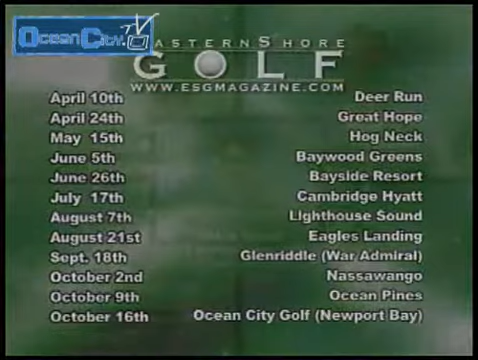 OceanCity.TV
EasternShore
GOLF
www.esgmagazine.com
April 10th Deer Run
April 24th Great Hope
May 15th Hog Neck
June 5th Baywood Greens
June 26th Bayside Resort
July 17th Cambridge Hyatt
August 7th Lighthouse Sound
August 21st Eagles Landing
Sept. 18th Glenriddle (War Admiral)
October 2nd Nassawango
October 9th Ocean Pines
October 16th Ocean City Golf (Newport Bay)